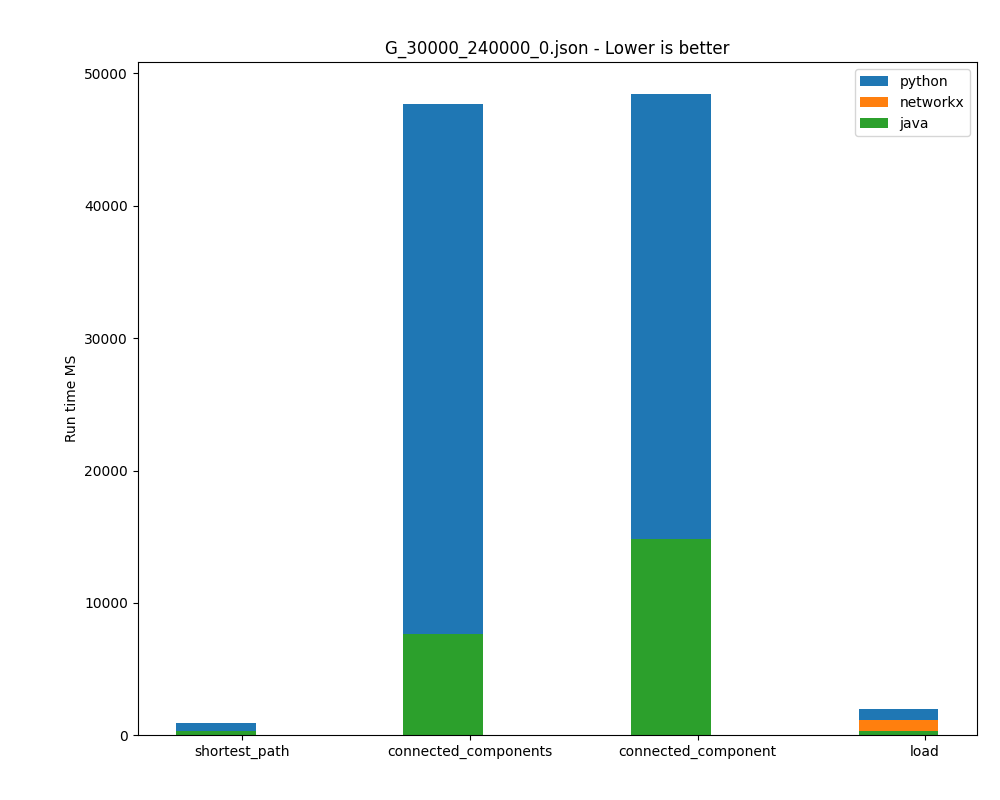 G_30000_240000_0.json - Lower is better
python
networkx
java
50000
40000
30000
20000
10000
0
Run time MS
shortest_path
connected_components
connected_component
load